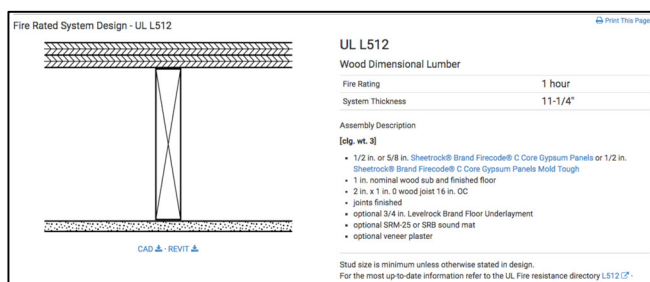 Fire Rated System Design - UL L512
Print This Page
UL L512
Wood Dimensional Lumber
Fire Rating 1 hour
System Thickness 11-1/4"
Assembly Description
[clg. wt. 3]
• 1/2 in. or 5/8 in. Sheetrock® Brand Firecode® C Core Gypsum Panels or 1/2 in.
Sheetrock® Brand Firecode® C Core Gypsum Panels Mold Tough
• 1 in. nominal wood sub and finished floor
• 2 in. x 1 in. 0 wood joist 16 in. OC
• joints finished
• optional 3/4 in. Levelrock Brand Floor Underlayment
• optional SRM-25 or SRB sound mat
• optional veneer plaster
CAD - REVIT
Stud size is minimum unless otherwise stated in design.
For the most up-to-date information refer to the UL Fire resistance directory L512 -